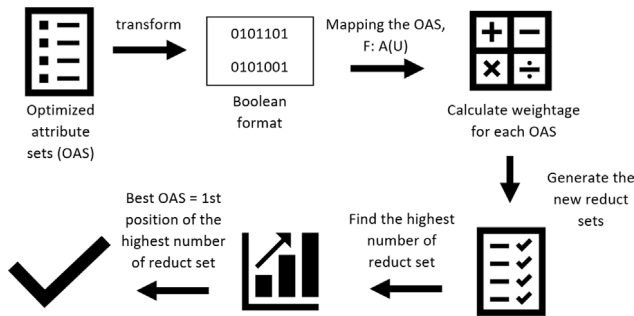 transform
0101101
0101001
Mapping the OAS,
F: A(U)
Optimized
attribute
sets (OAS)
Boolean
format
Calculate weightage
for each OAS
Generate the
new reduct
sets
Find the highest
number of
reduct set
Best OAS = 1st
position of the
highest number
of reduct set